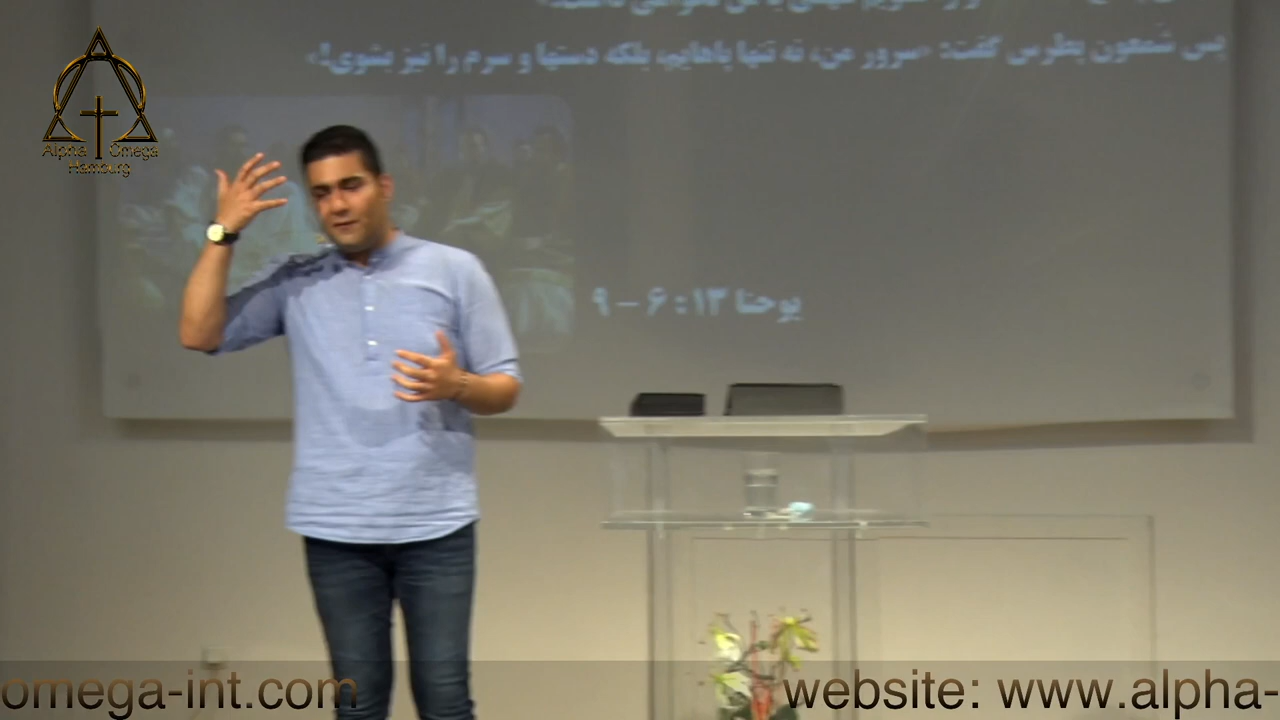 پس شمعون پطرس گفت: «سرور من، نه تنها پاهایم، بلکه دستها و سرم را نیز بشوی!»
یوحنا ۱۳: ۶ – ۹
Alpha Omega
Hamburg
omega-int.com website: www.alpha-